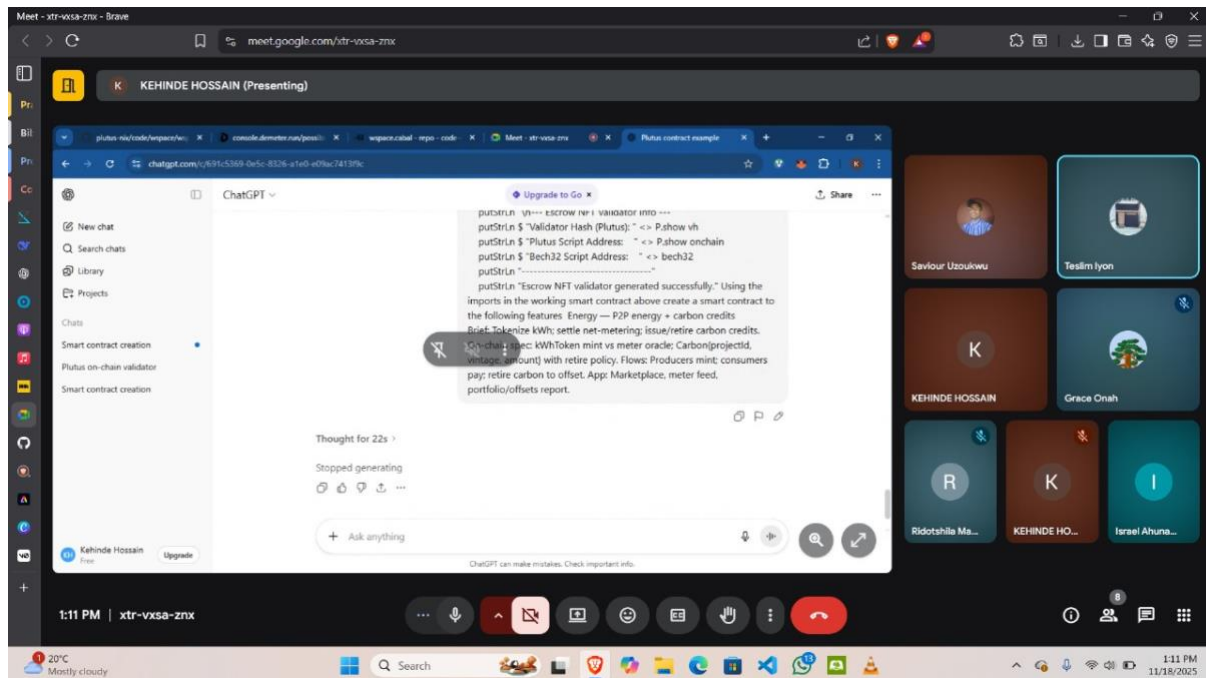 Meet - xtr-vxsa-znx - Brave
meet.google.com/xtr-vxsa-znx
K KEHINDE HOSSAIN (Presenting)
plutus-nix/code/wspace/
console.demeter.run/
wspace.cabal - repo - code
Meet - xtr-vxsa-znx
Plutus contract example
chatgpt.com/c/691c5369-0e5c-8326-a1e0-e09ac7413f9c
ChatGPT
Upgrade to Go
Share
New chat
Search chats
Library
Projects
Chats
Smart contract creation
Plutus on-chain validator
Smart contract creation
putStrLn "\n--- Escrow NFT Validator Info ---
putStrLn $ "Validator Hash (Plutus): " <> P.show vh
putStrLn $ "Plutus Script Address: " <> P.show onchain
putStrLn $ "Bech32 Script Address: " <> bech32
putStrLn "---------------------------------"
putStrLn "Escrow NFT validator generated successfully." Using the
imports in the working smart contract above create a smart contract to
the following features Energy — P2P energy + carbon credits
Brief: Tokenize kWh; settle net-metering; issue/retire carbon credits.
On-chain spec: kWhToken mint vs meter oracle; Carbon(projectId,
vintage, amount) with retire policy. Flows: Producers mint; consumers
pay; retire carbon to offset. App: Marketplace, meter feed,
portfolio/offsets report.
Thought for 22s
Stopped generating
Ask anything
Kehinde Hossain
Free
Upgrade
ChatGPT can make mistakes. Check important info.
Saviour Uzoukwu
Teslim Iyon
K
KEHINDE HOSSAIN
Grace Onah
R
Ridotshila Ma...
K
KEHINDE HO...
I
Israel Ahuna...
1:11 PM | xtr-vxsa-znx
8
20°C
Mostly cloudy
Search
1:11 PM
11/18/2025